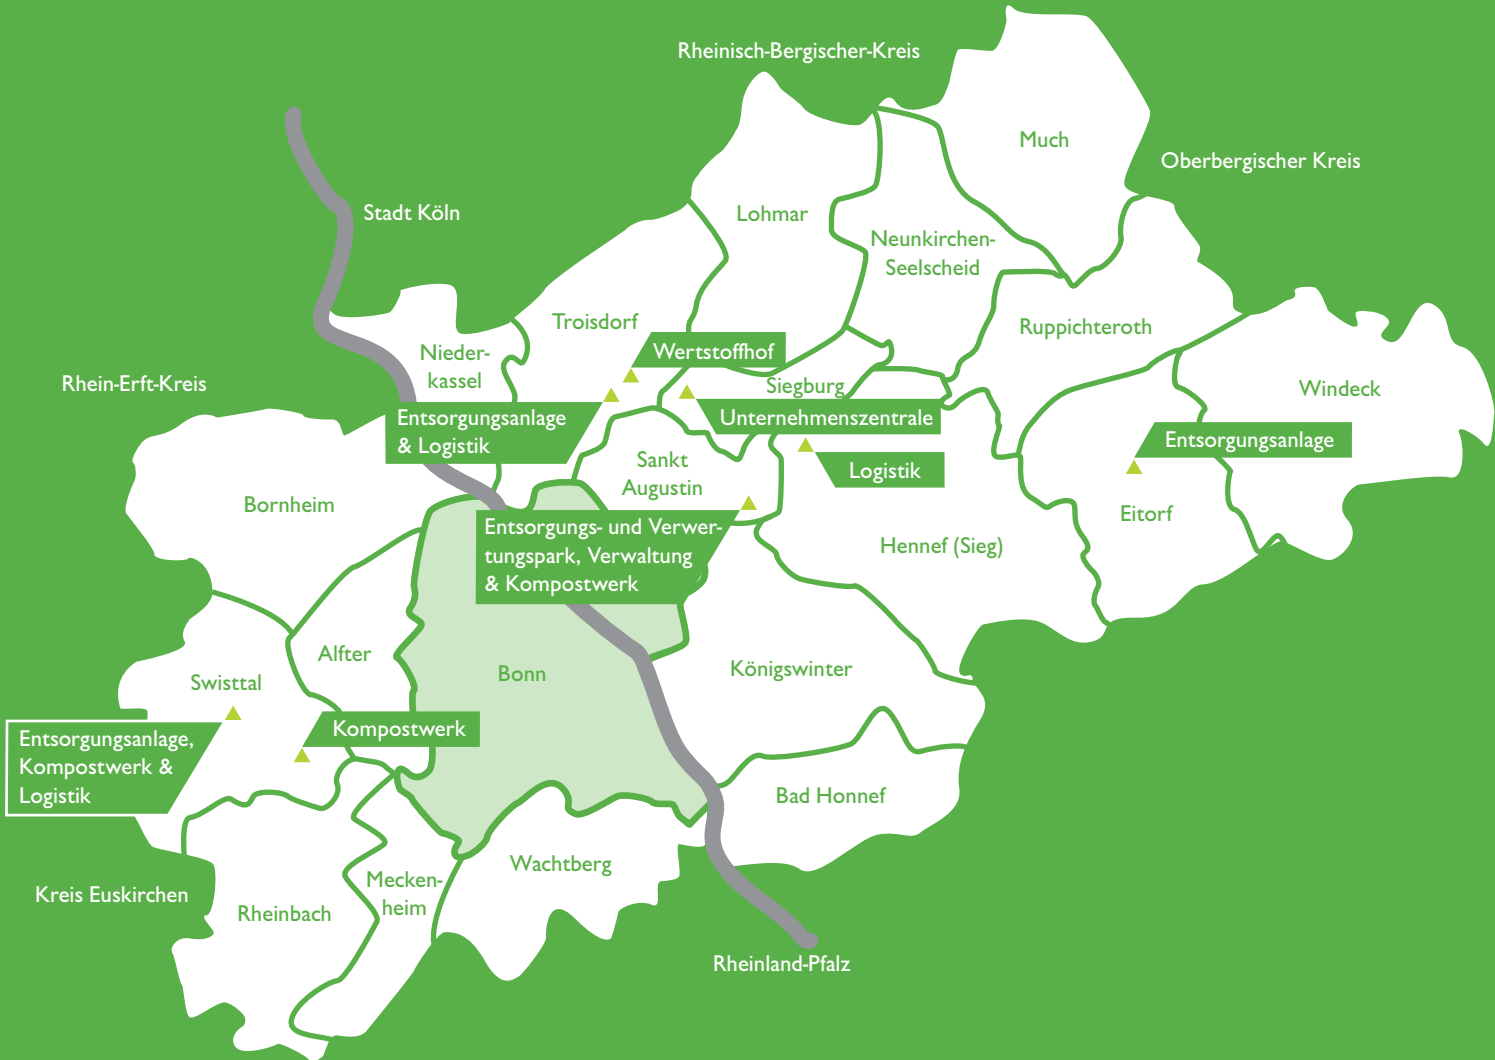 Rheinisch-Bergischer-Kreis
Much
Oberbergischer Kreis
Stadt Köln
Lohmar
Neunkirchen-
Seelscheid
Troisdorf
Ruppichteroth
Nieder-
kassel
Wertstoffhof
Rhein-Erft-Kreis
Siegburg
Windeck
Entsorgungsanlage
& Logistik
Unternehmenszentrale
Entsorgungsanlage
Sankt
Augustin
Logistik
Bornheim
Eitorf
Entsorgungs- und Verwer-
tungspark, Verwaltung
& Kompostwerk
Hennef (Sieg)
Alfter
Bonn
Königswinter
Swisttal
Kompostwerk
Entsorgungsanlage,
Kompostwerk &
Logistik
Bad Honnef
Wachtberg
Mecken-
heim
Kreis Euskirchen
Rheinbach
Rheinland-Pfalz